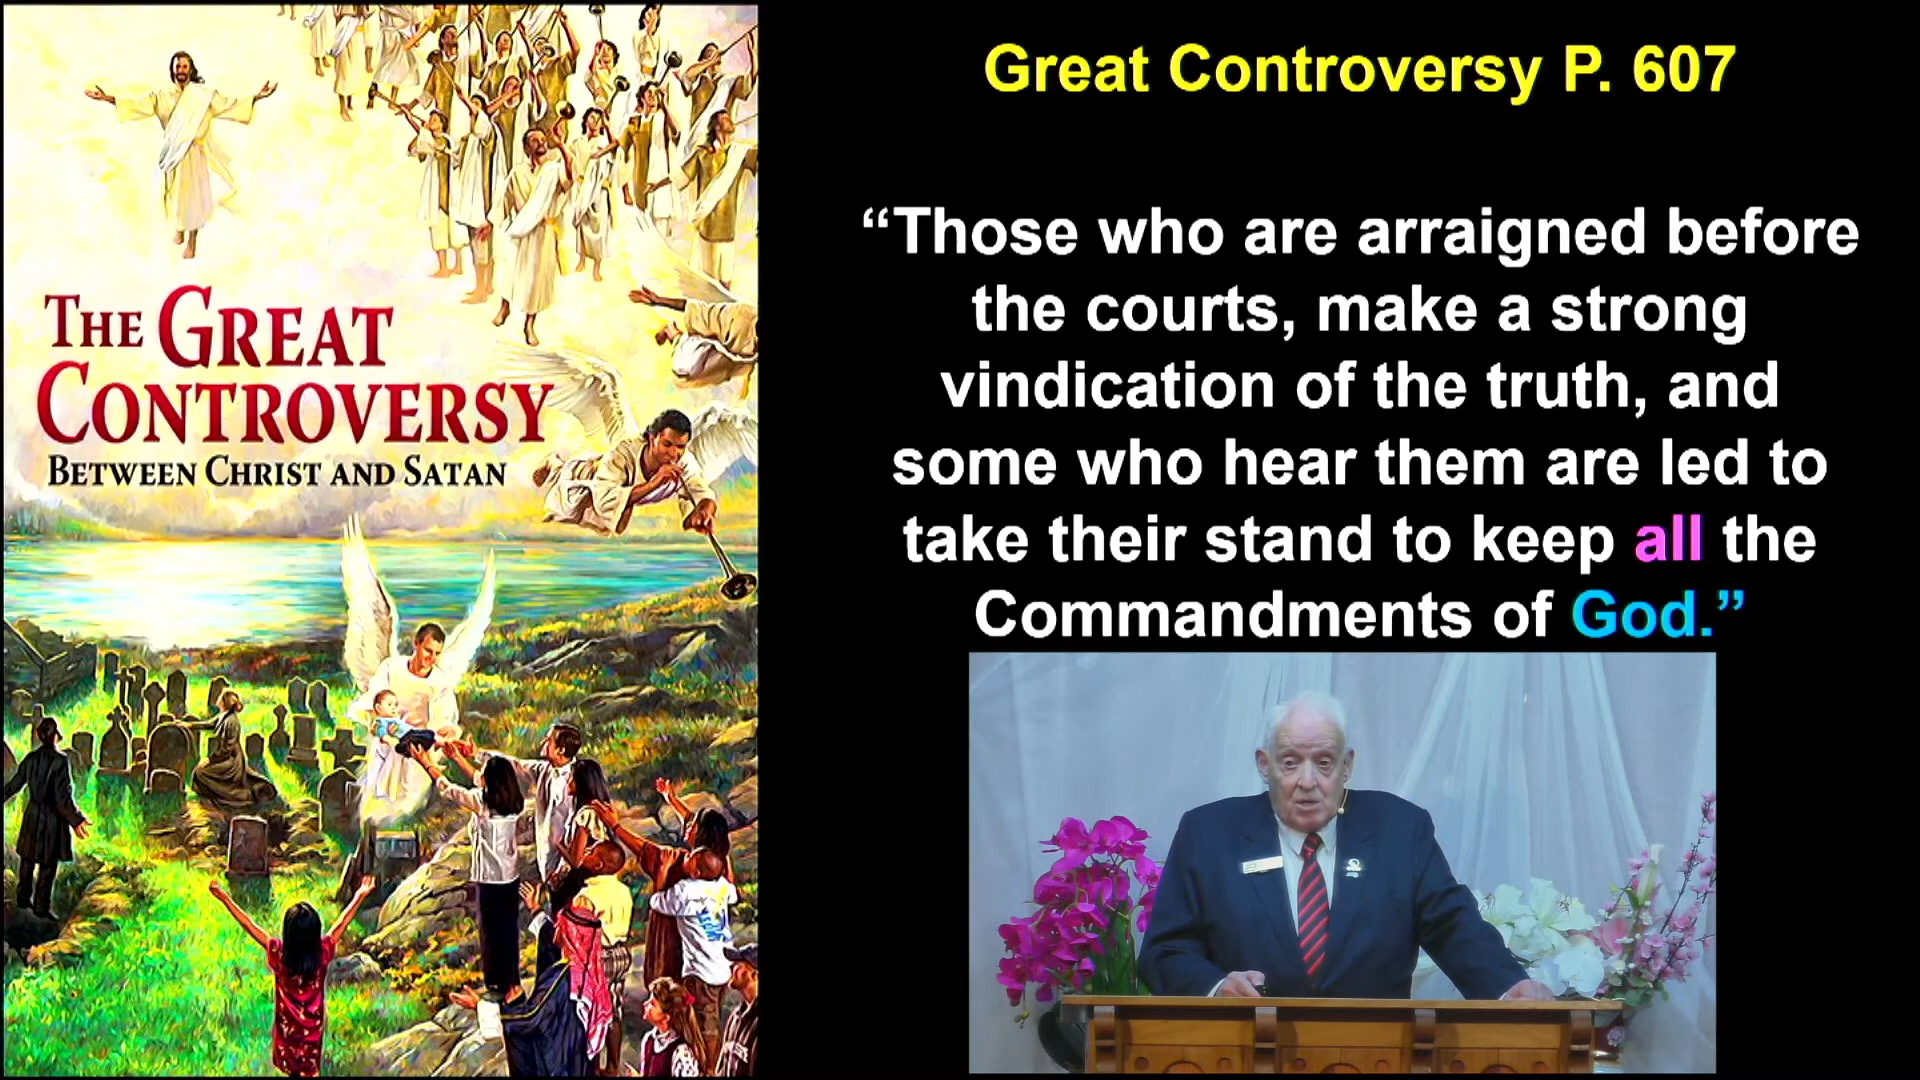 THE GREAT
CONTROVERSY
BETWEEN CHRIST AND SATAN
Great Controversy P. 607
“Those who are arraigned before
the courts, make a strong
vindication of the truth, and
some who hear them are led to
take their stand to keep all the
Commandments of God.”